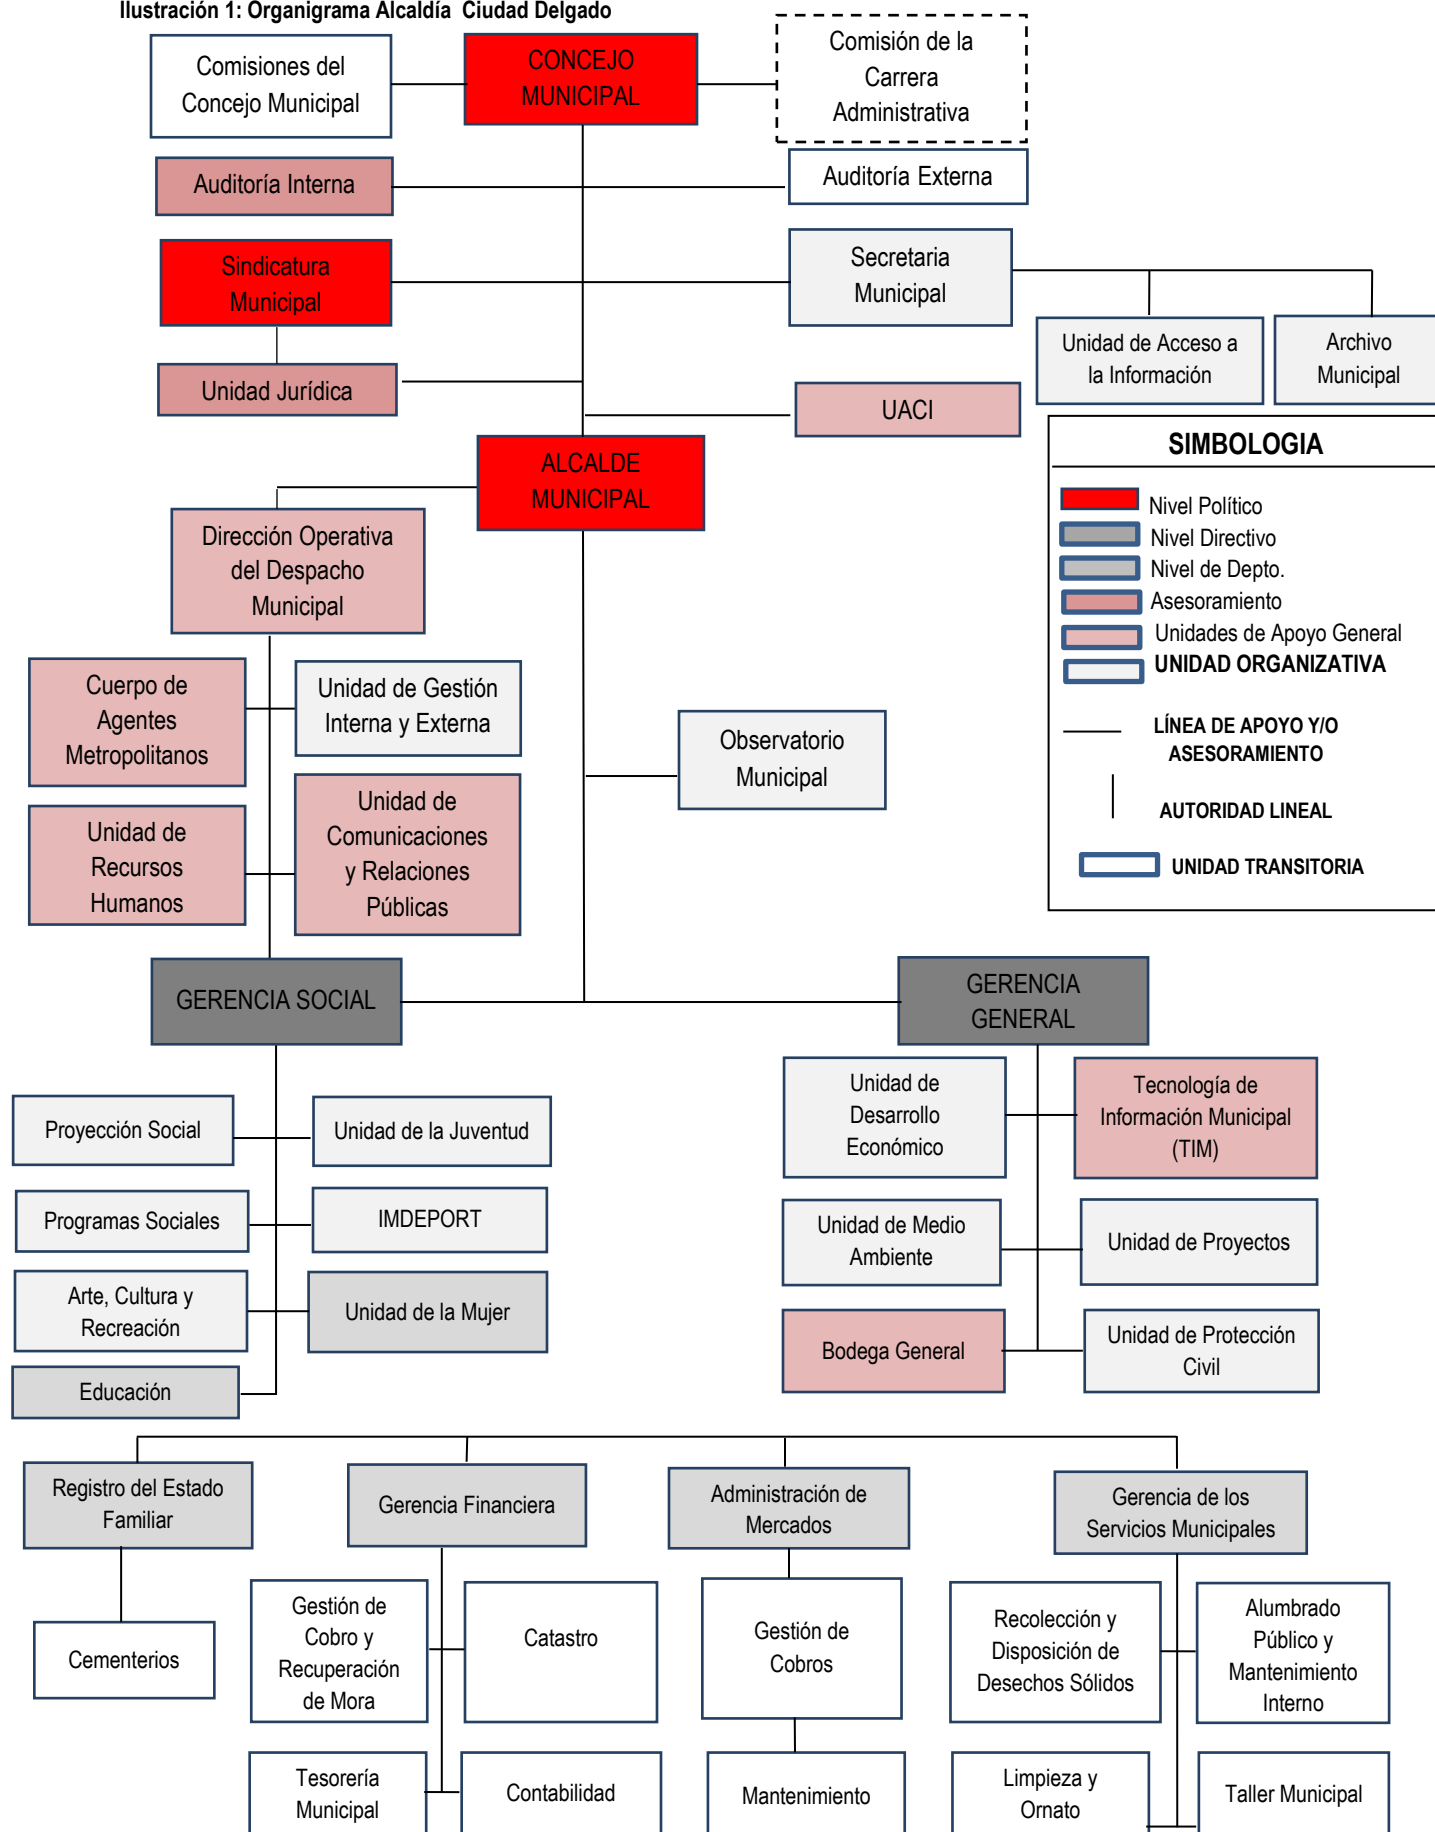 Ilustración 1: Organigrama Alcaldía Ciudad Delgado
Comisiones del
Concejo Municipal
CONCEJO
MUNICIPAL
Comisión de la
Carrera
Administrativa
Auditoría Interna
Auditoría Externa
Sindicatura
Municipal
Secretaria
Municipal
Unidad de Acceso a
la Información
Archivo
Municipal
Unidad Jurídica
UACI
ALCALDE
MUNICIPAL
SIMBOLOGIA
Nivel Político
Nivel Directivo
Nivel de Depto.
Asesoramiento
Unidades de Apoyo General
UNIDAD ORGANIZATIVA
LÍNEA DE APOYO Y/O
ASESORAMIENTO
AUTORIDAD LINEAL
UNIDAD TRANSITORIA
Dirección Operativa
del Despacho
Municipal
Cuerpo de
Agentes
Metropolitanos
Unidad de Gestión
Interna y Externa
Observatorio
Municipal
Unidad de
Recursos
Humanos
Unidad de
Comunicaciones
y Relaciones
Públicas
GERENCIA SOCIAL
GERENCIA
GENERAL
Proyección Social
Unidad de la Juventud
Programas Sociales
IMDEPORT
Arte, Cultura y
Recreación
Unidad de la Mujer
Educación
Unidad de
Desarrollo
Económico
Tecnología de
Información Municipal
(TIM)
Unidad de Medio
Ambiente
Unidad de Proyectos
Bodega General
Unidad de Protección
Civil
Registro del Estado
Familiar
Gerencia Financiera
Administración de
Mercados
Gerencia de los
Servicios Municipales
Cementerios
Gestión de
Cobro y
Recuperación
de Mora
Catastro
Gestión de
Cobros
Recolección y
Disposición de
Desechos Sólidos
Alumbrado
Público y
Mantenimiento
Interno
Tesorería
Municipal
Contabilidad
Mantenimiento
Limpieza y
Ornato
Taller Municipal